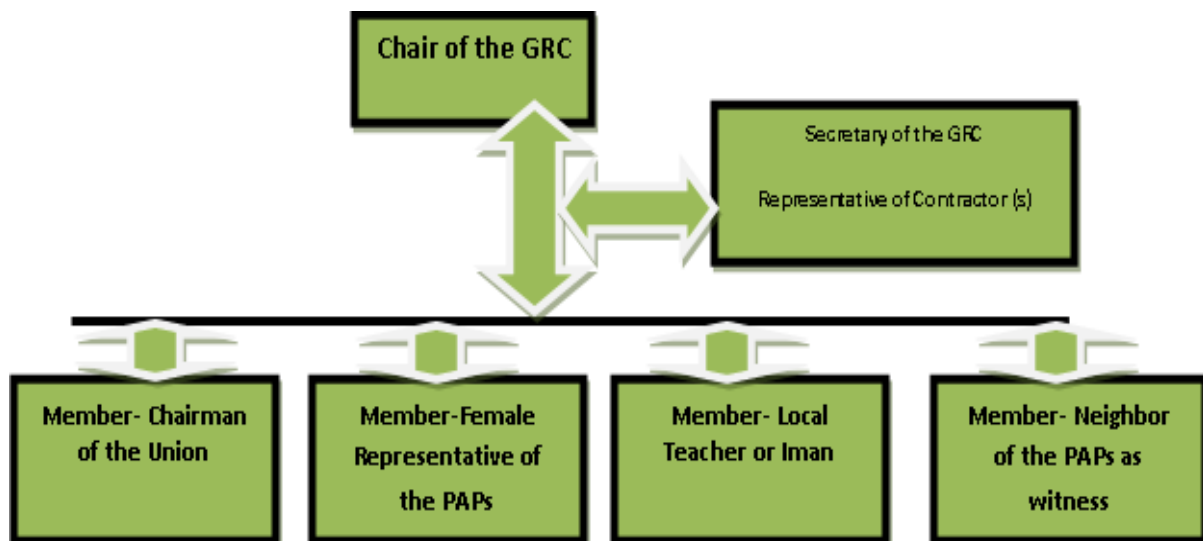 Chair of the GRC
Secretary of the GRC
Representative of Contractor (s)
Member- Chairman
of the Union
Member-Female
Representative of
the PAPs
Member- Local
Teacher or Iman
Member- Neighbor
of the PAPs as
witness